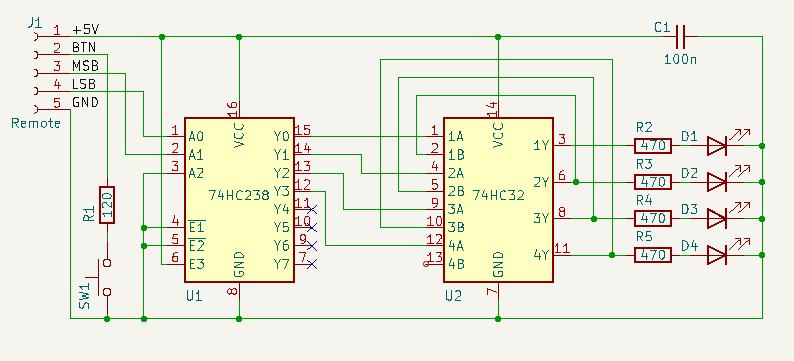 J1
1 +5V
2 BTN
3 MSB
4 LSB
5 GND
Remote
C1
100n
R1
120
SW1
16
VCC
1 A0
2 A1
3 A2
4 E1
5 E2
6 E3
74HC238
Y0 15
Y1 14
Y2 13
Y3 12
Y4 11
Y5 10
Y6 9
Y7 7
GND
8
U1
14
VCC
1 1A
2 1B
4 2A
5 2B
9 3A
10 3B
12 4A
13 4B
74HC32
1Y 3
2Y 6
3Y 8
4Y 11
GND
7
U2
R2
470
D1
R3
470
D2
R4
470
D3
R5
470
D4